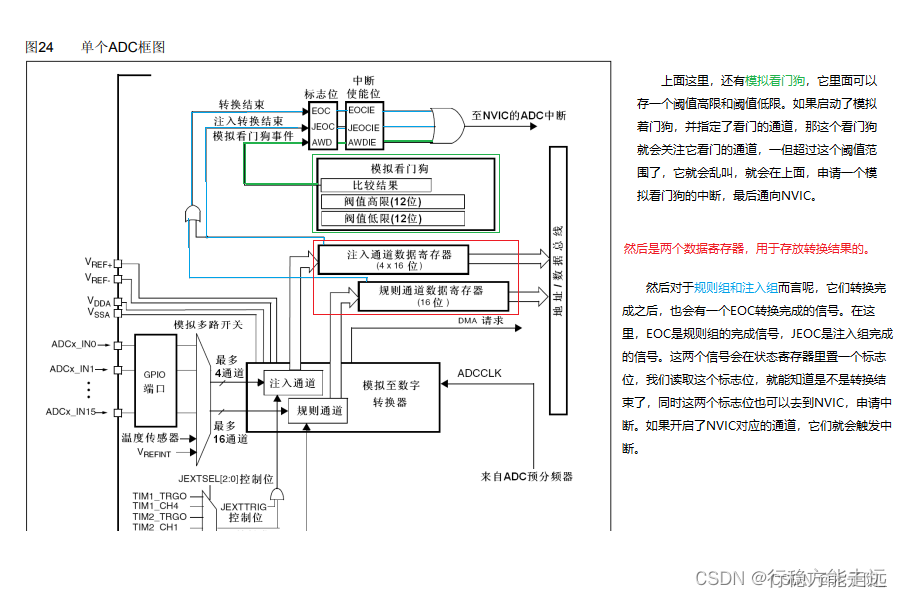 图24 单个ADC框图
中断
标志位 使能位
转换结束
EOC EOCIE
注入转换结束
JEOC JEOCIE
模拟看门狗事件
AWD AWDIE
至NVIC的ADC中断
模拟看门狗
比较结果
阀值高限(12位)
阀值低限(12位)
地址/数据总线
注入通道数据寄存器
(4 x 16 位)
规则通道数据寄存器
(16 位)
VREF+
VREF-
VDDA
VSSA
DMA 请求
模拟多路开关
ADCx_IN0
ADCx_IN1
ADCx_IN15
GPIO
端口
最多
4通道
注入通道
规则通道
模拟至数字
转换器
ADCCLK
最多
16通道
温度传感器
VREFINT
来自ADC预分频器
JEXTSEL[2:0]控制位
TIM1_TRGO
TIM1_CH4
TIM2_TRGO
TIM2_CH1
JEXTTRIG
控制位
上面这里，还有模拟看门狗，它里面可以
存一个阈值高限和阈值低限。如果启动了模拟
看门狗，并指定了看门的通道，那这个看门狗
就会关注它看门的通道，一但超过这个阈值范
围了，它就会乱叫，就会在上面，申请一个模
拟看门狗的中断，最后通向NVIC。
然后是两个数据寄存器，用于存放转换结果的。
然后对于规则组和注入组而言呢，它们转换完
成之后，也会有一个EOC转换完成的信号。在这
里，EOC是规则组的完成信号，JEOC是注入组完成
的信号。这两个信号会在状态寄存器里置一个标志
位，我们读取这个标志位，就能知道是不是转换结
束了，同时这两个标志位也可以去到NVIC，申请中
断。如果开启了NVIC对应的通道，它们就会触发中
断。
CSDN @行稳方能走远